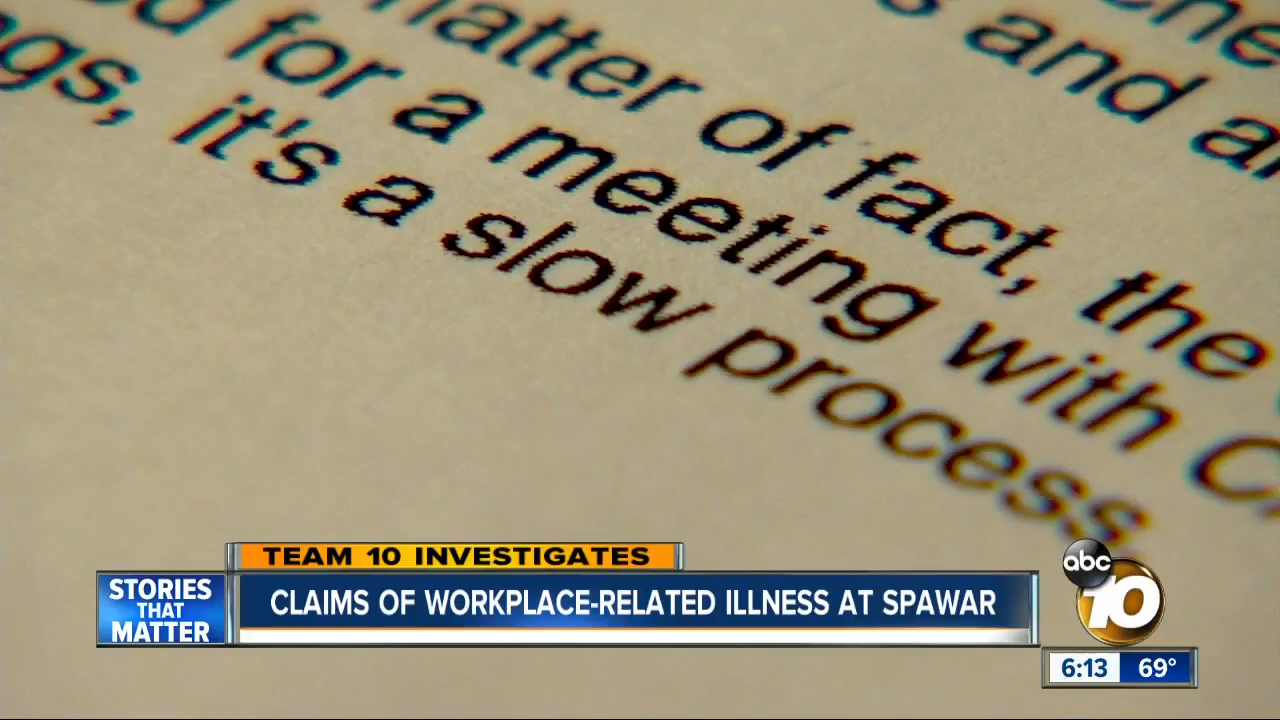 s and a
matter of fact, the
for a meeting with
it's a slow process.
TEAM 10 INVESTIGATES
STORIES THAT MATTER
CLAIMS OF WORKPLACE-RELATED ILLNESS AT SPAWAR
abc
10
6:13 69°